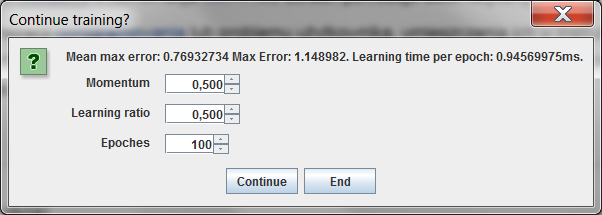 Continue training?
Mean max error: 0.76932734 Max Error: 1.148982. Learning time per epoch: 0.94569975ms.
Momentum 0,500
Learning ratio 0,500
Epoches 100
Continue End